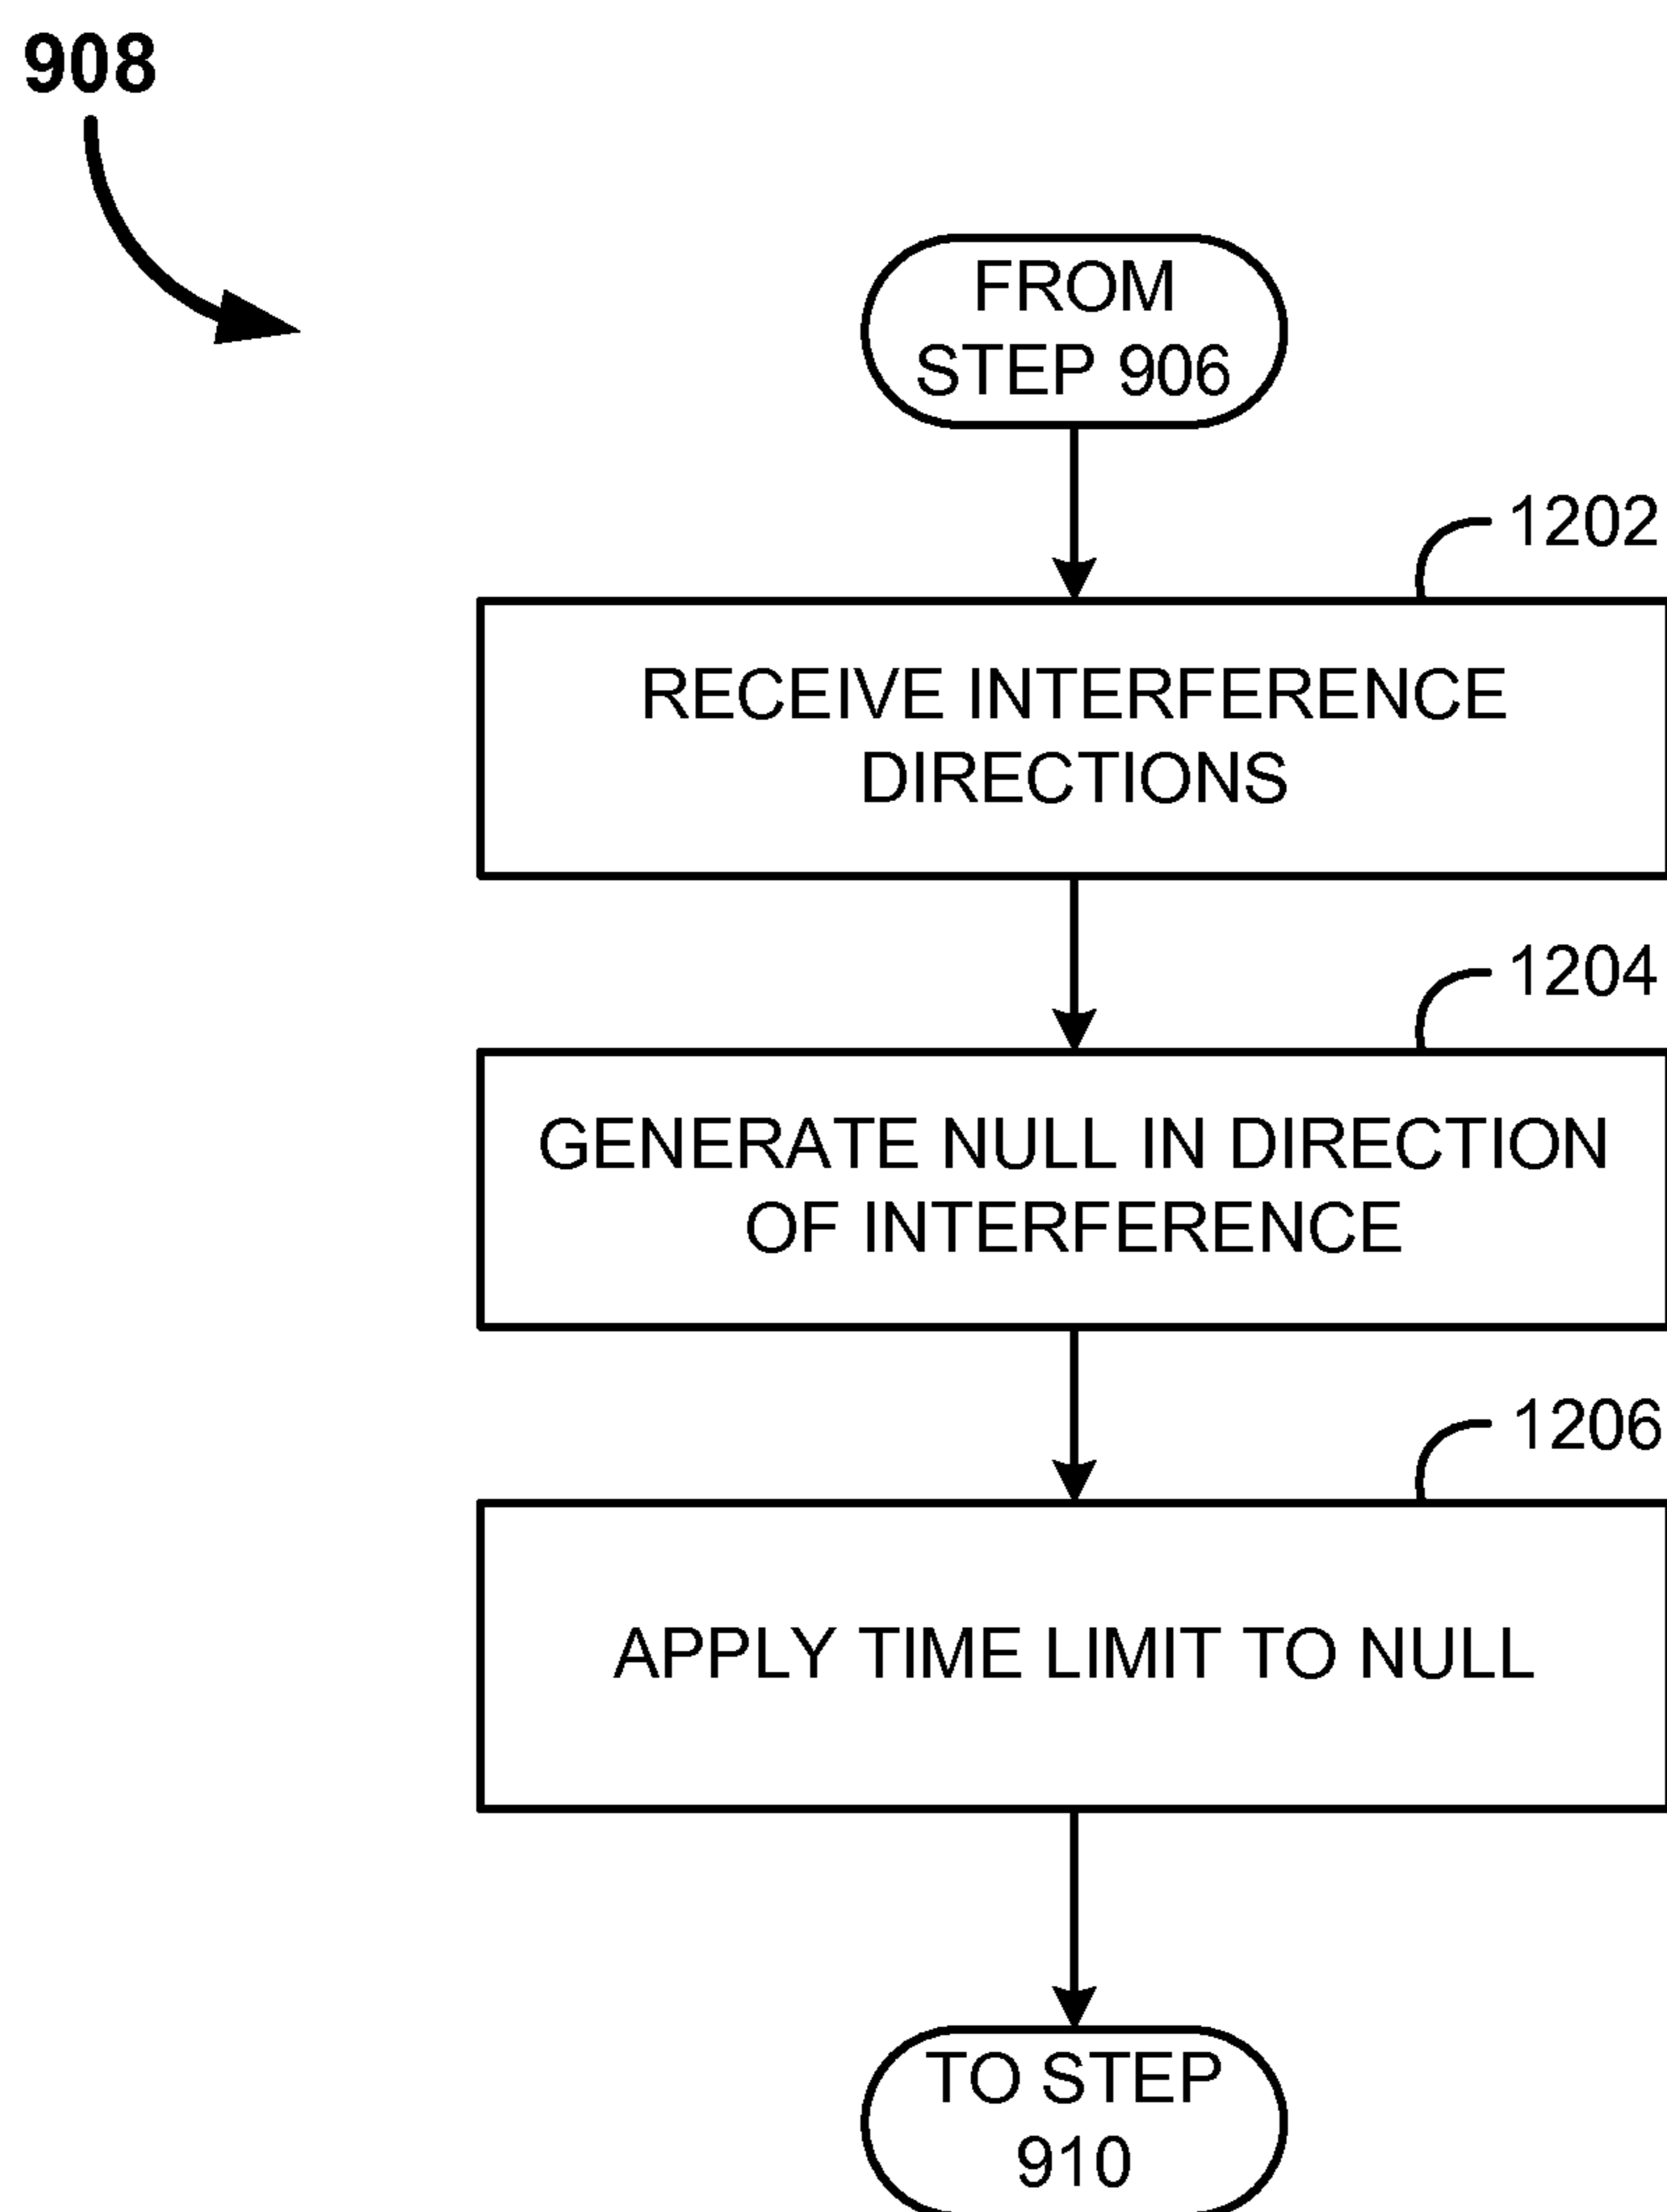 908
FROM
STEP 906
1202
RECEIVE INTERFERENCE
DIRECTIONS
1204
GENERATE NULL IN DIRECTION
OF INTERFERENCE
1206
APPLY TIME LIMIT TO NULL
TO STEP
910